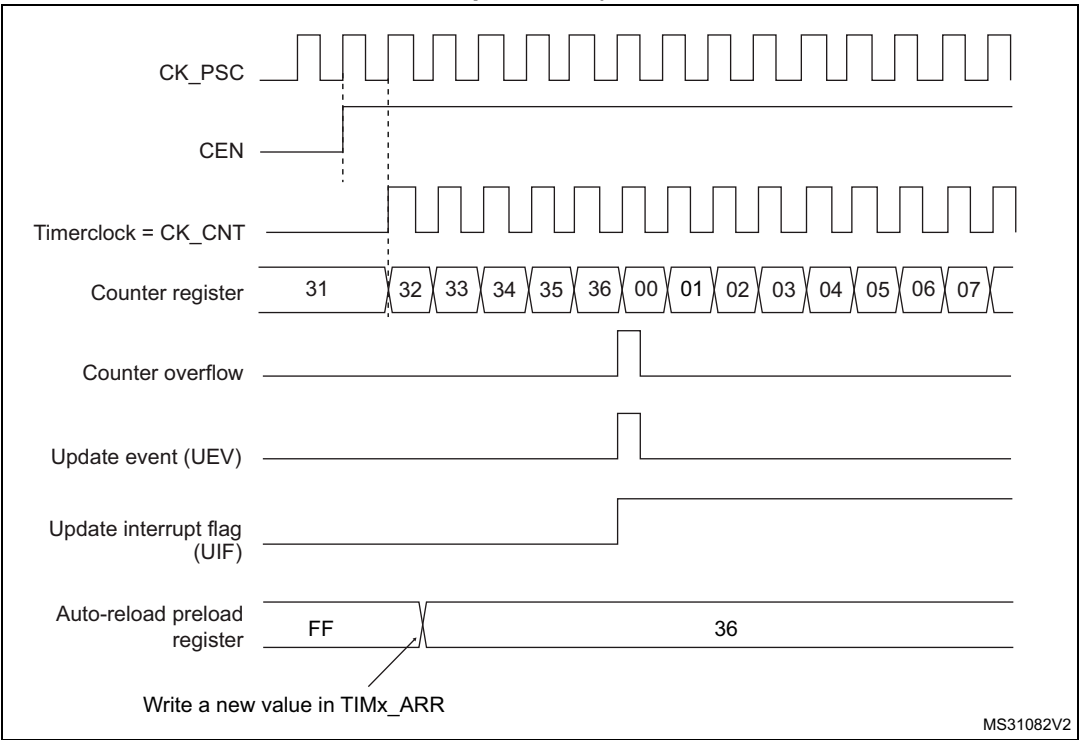 CK_PSC
CEN
Timerclock = CK_CNT
Counter register 31 32 33 34 35 36 00 01 02 03 04 05 06 07
Counter overflow
Update event (UEV)
Update interrupt flag
(UIF)
Auto-reload preload
register FF 36
Write a new value in TIMx_ARR
MS31082V2